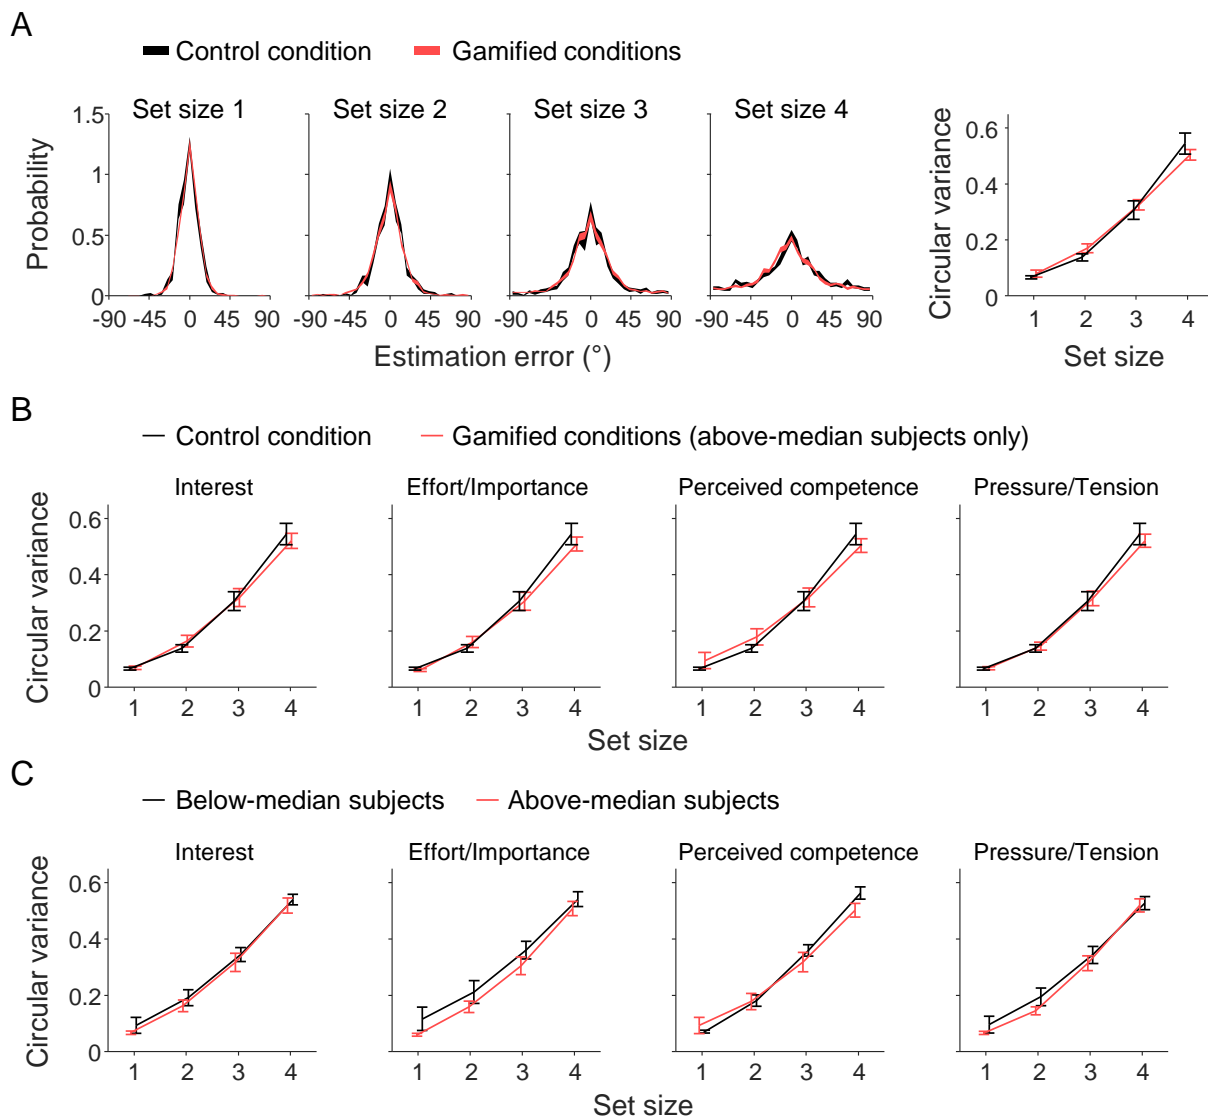 A
Control condition Gamified conditions
Set size 1 Set size 2 Set size 3 Set size 4
Probability
1.5
1
0.5
0
-90 -45 0 45 90 -90 -45 0 45 90 -90 -45 0 45 90 -90 -45 0 45 90
Estimation error (°)
Circular variance
0.6
0.4
0.2
0
1 2 3 4
Set size
B
Control condition Gamified conditions (above-median subjects only)
Interest Effort/Importance Perceived competence Pressure/Tension
Circular variance
0.6
0.4
0.2
0
1 2 3 4 1 2 3 4 1 2 3 4 1 2 3 4
Set size
C
Below-median subjects Above-median subjects
Interest Effort/Importance Perceived competence Pressure/Tension
Circular variance
0.6
0.4
0.2
0
1 2 3 4 1 2 3 4 1 2 3 4 1 2 3 4
Set size